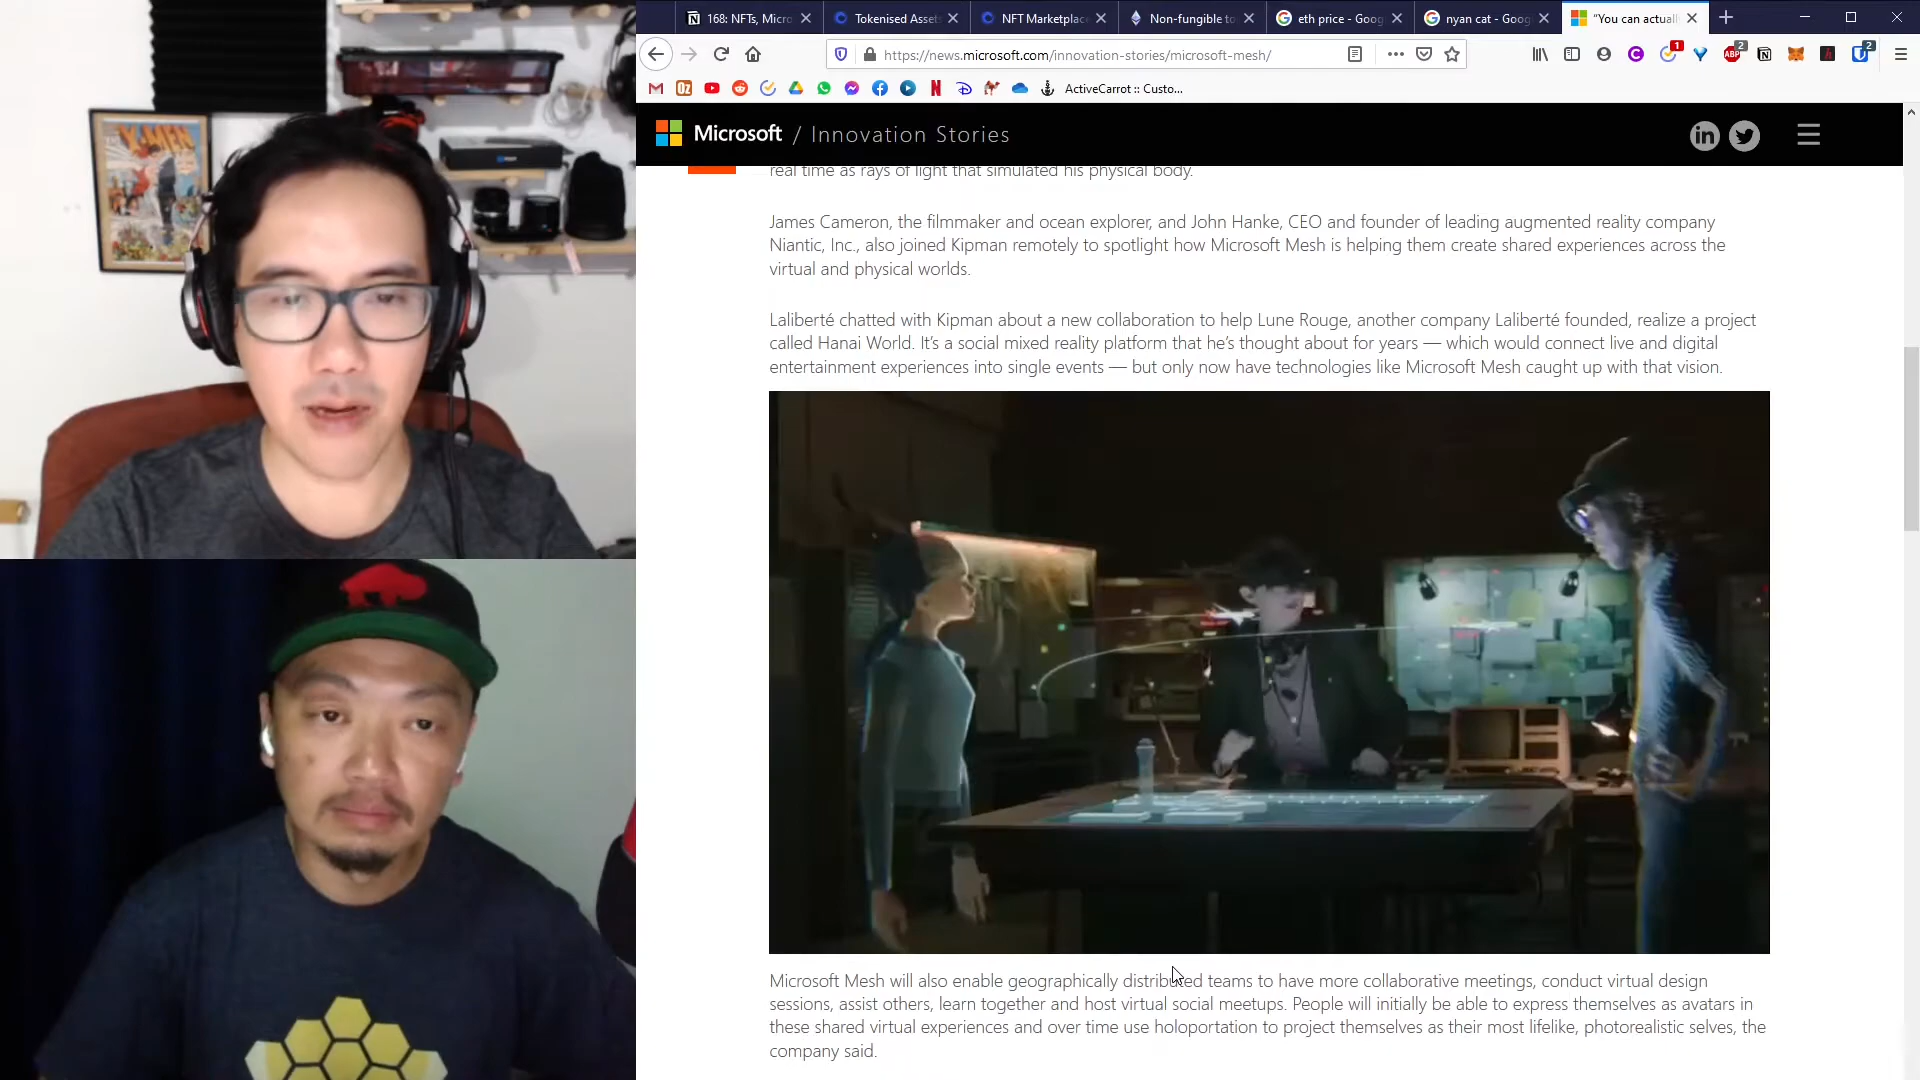 168: NFTs, Micro
Tokenised Asset
NFT Marketplace
Non-fungible to
eth price - Goog
nyan cat - Goog
"You can actual
https://news.microsoft.com/innovation-stories/microsoft-mesh/
1
ABP
2
2
ActiveCarrot :: Custo...
Microsoft / Innovation Stories
real time as rays of light that simulated his physical body.
James Cameron, the filmmaker and ocean explorer, and John Hanke, CEO and founder of leading augmented reality company
Niantic, Inc., also joined Kipman remotely to spotlight how Microsoft Mesh is helping them create shared experiences across the
virtual and physical worlds.
Laliberté chatted with Kipman about a new collaboration to help Lune Rouge, another company Laliberté founded, realize a project
called Hanai World. It's a social mixed reality platform that he's thought about for years — which would connect live and digital
entertainment experiences into single events — but only now have technologies like Microsoft Mesh caught up with that vision.
Microsoft Mesh will also enable geographically distributed teams to have more collaborative meetings, conduct virtual design
sessions, assist others, learn together and host virtual social meetups. People will initially be able to express themselves as avatars in
these shared virtual experiences and over time use holoportation to project themselves as their most lifelike, photorealistic selves, the
company said.
X-MEN